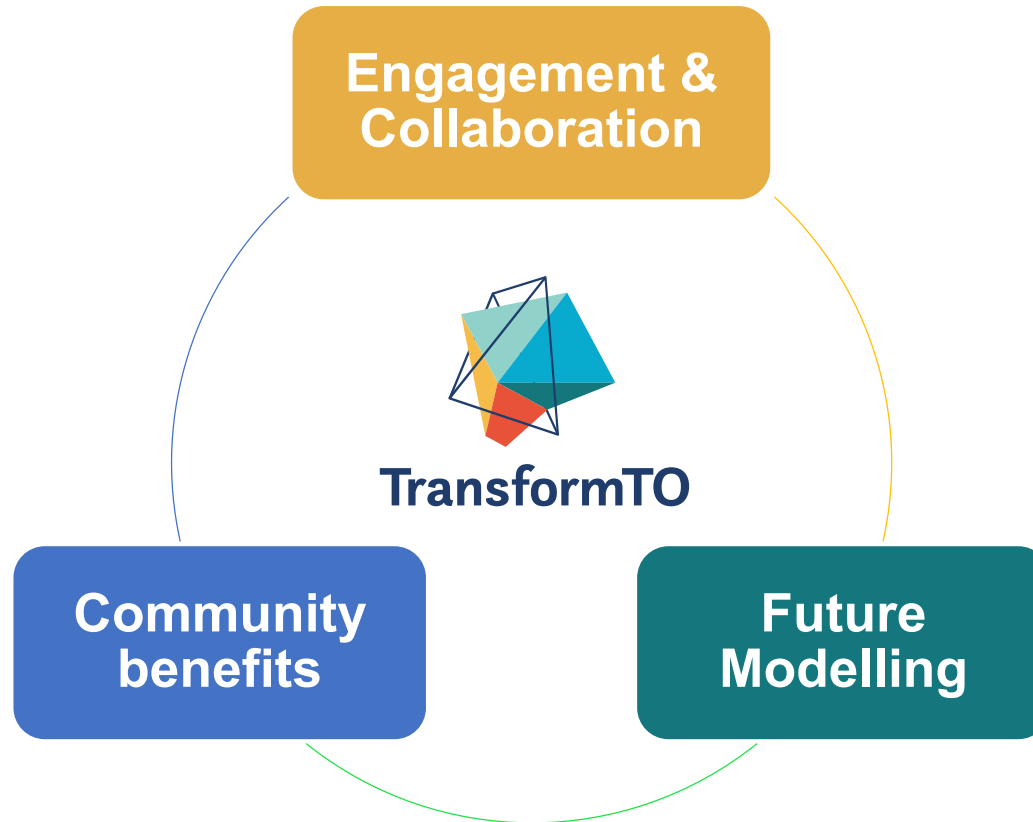 Engagement &
Collaboration
TransformTO
Community
benefits
Future
Modelling